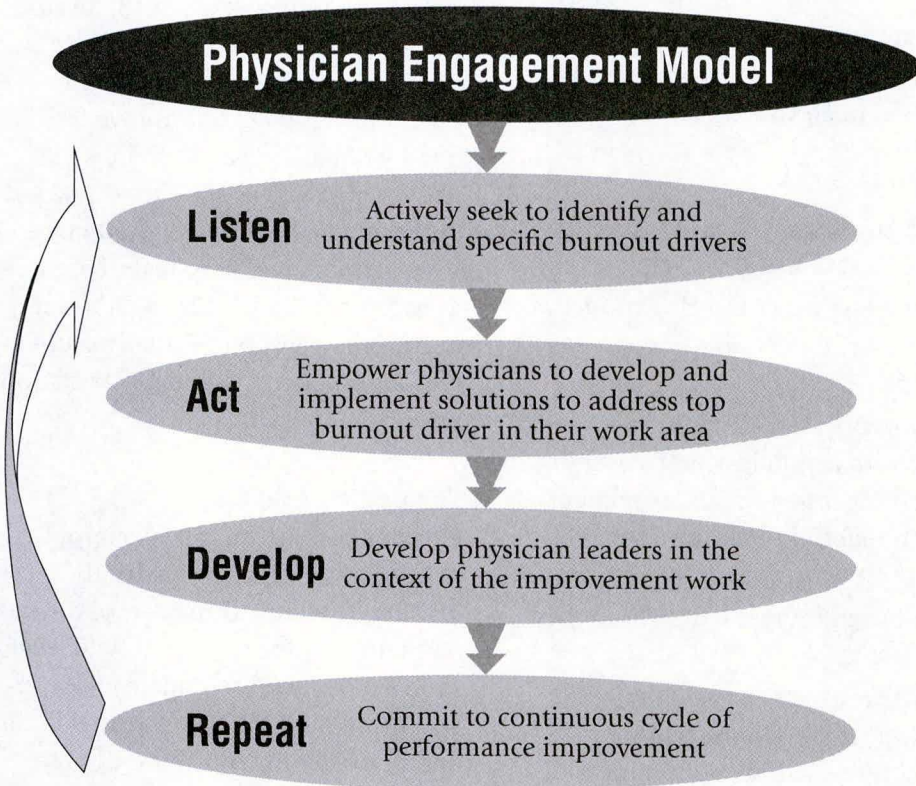 Physician Engagement Model
Listen
Actively seek to identify and
understand specific burnout drivers
Act
Empower physicians to develop and
implement solutions to address top
burnout driver in their work area
Develop
Develop physician leaders in the
context of the improvement work
Repeat
Commit to continuous cycle of
performance improvement